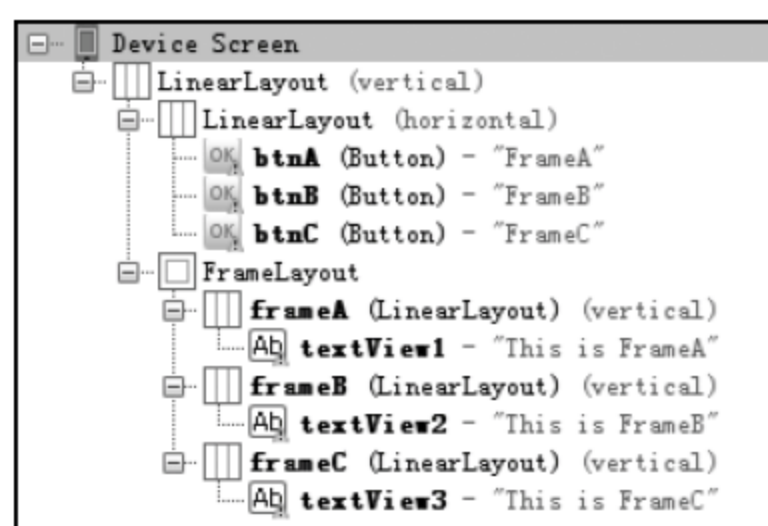 Device Screen
LinearLayout (vertical)
LinearLayout (horizontal)
OK btnA (Button) - "FrameA"
OK btnB (Button) - "FrameB"
OK btnC (Button) - "FrameC"
FrameLayout
frameA (LinearLayout) (vertical)
Ab textView1 - "This is FrameA"
frameB (LinearLayout) (vertical)
Ab textView2 - "This is FrameB"
frameC (LinearLayout) (vertical)
Ab textView3 - "This is FrameC"